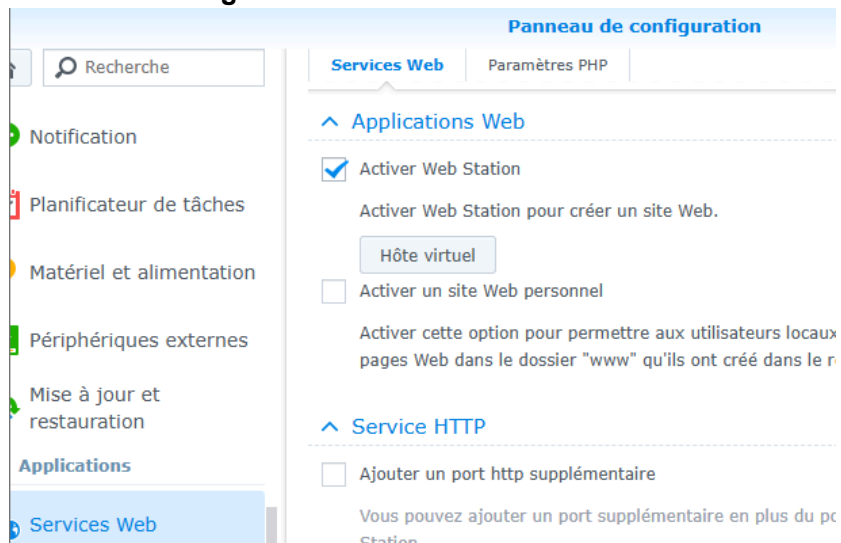 Panneau de configuration
Recherche
Services Web
Paramètres PHP
Notification
Planificateur de tâches
Matériel et alimentation
Périphériques externes
Mise à jour et
restauration
Applications
Services Web
Applications Web
Activer Web Station
Activer Web Station pour créer un site Web.
Hôte virtuel
Activer un site Web personnel
Activer cette option pour permettre aux utilisateurs locaux
pages Web dans le dossier "www" qu'ils ont créé dans le
Service HTTP
Ajouter un port http supplémentaire
Vous pouvez ajouter un port supplémentaire en plus du
Station